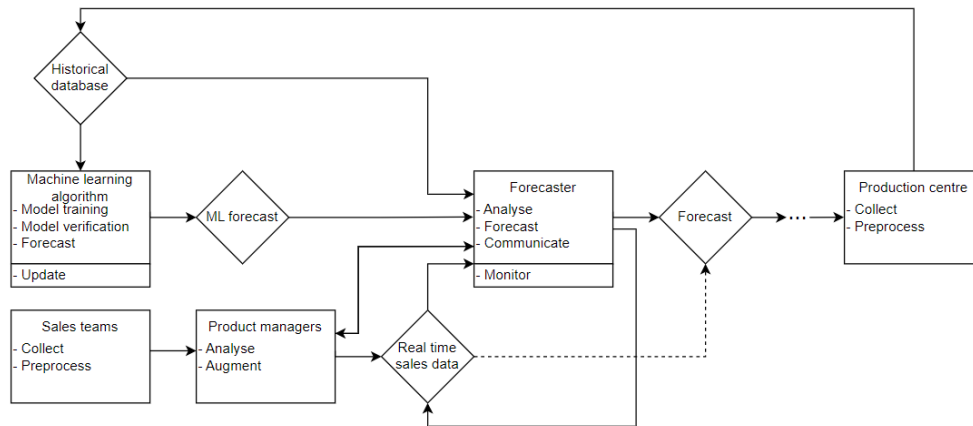 Historical
database
Machine learning
algorithm
- Model training
- Model verification
- Forecast
- Update
ML forecast
Forecaster
- Analyse
- Forecast
- Communicate
- Monitor
Forecast
...
Production centre
- Collect
- Preprocess
Sales teams
- Collect
- Preprocess
Product managers
- Analyse
- Augment
Real time
sales data